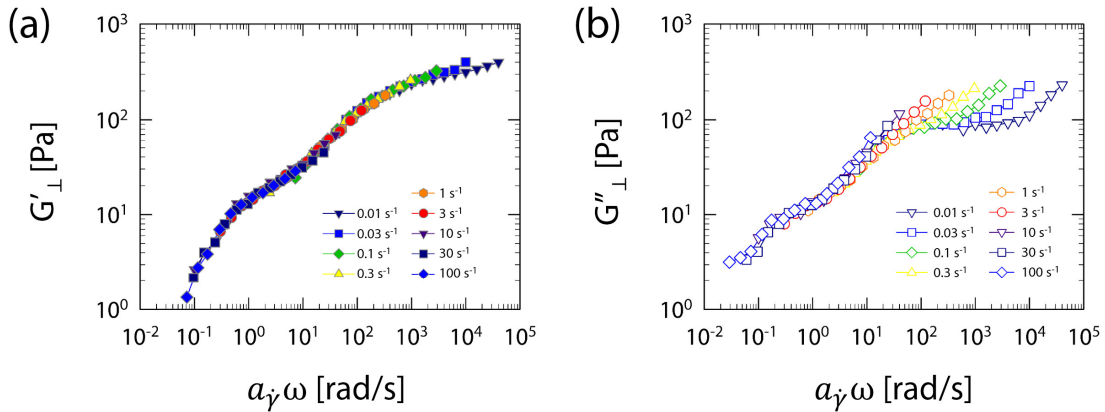 (a)
10³
10²
10¹
10⁰
G′⊥ [Pa]
1 s⁻¹
0.01 s⁻¹ 3 s⁻¹
0.03 s⁻¹ 10 s⁻¹
0.1 s⁻¹ 30 s⁻¹
0.3 s⁻¹ 100 s⁻¹
10⁻² 10⁻¹ 10⁰ 10¹ 10² 10³ 10⁴ 10⁵
a_γ̇ ω [rad/s]
(b)
10³
10²
10¹
10⁰
G″⊥ [Pa]
1 s⁻¹
0.01 s⁻¹ 3 s⁻¹
0.03 s⁻¹ 10 s⁻¹
0.1 s⁻¹ 30 s⁻¹
0.3 s⁻¹ 100 s⁻¹
10⁻² 10⁻¹ 10⁰ 10¹ 10² 10³ 10⁴ 10⁵
a_γ̇ ω [rad/s]